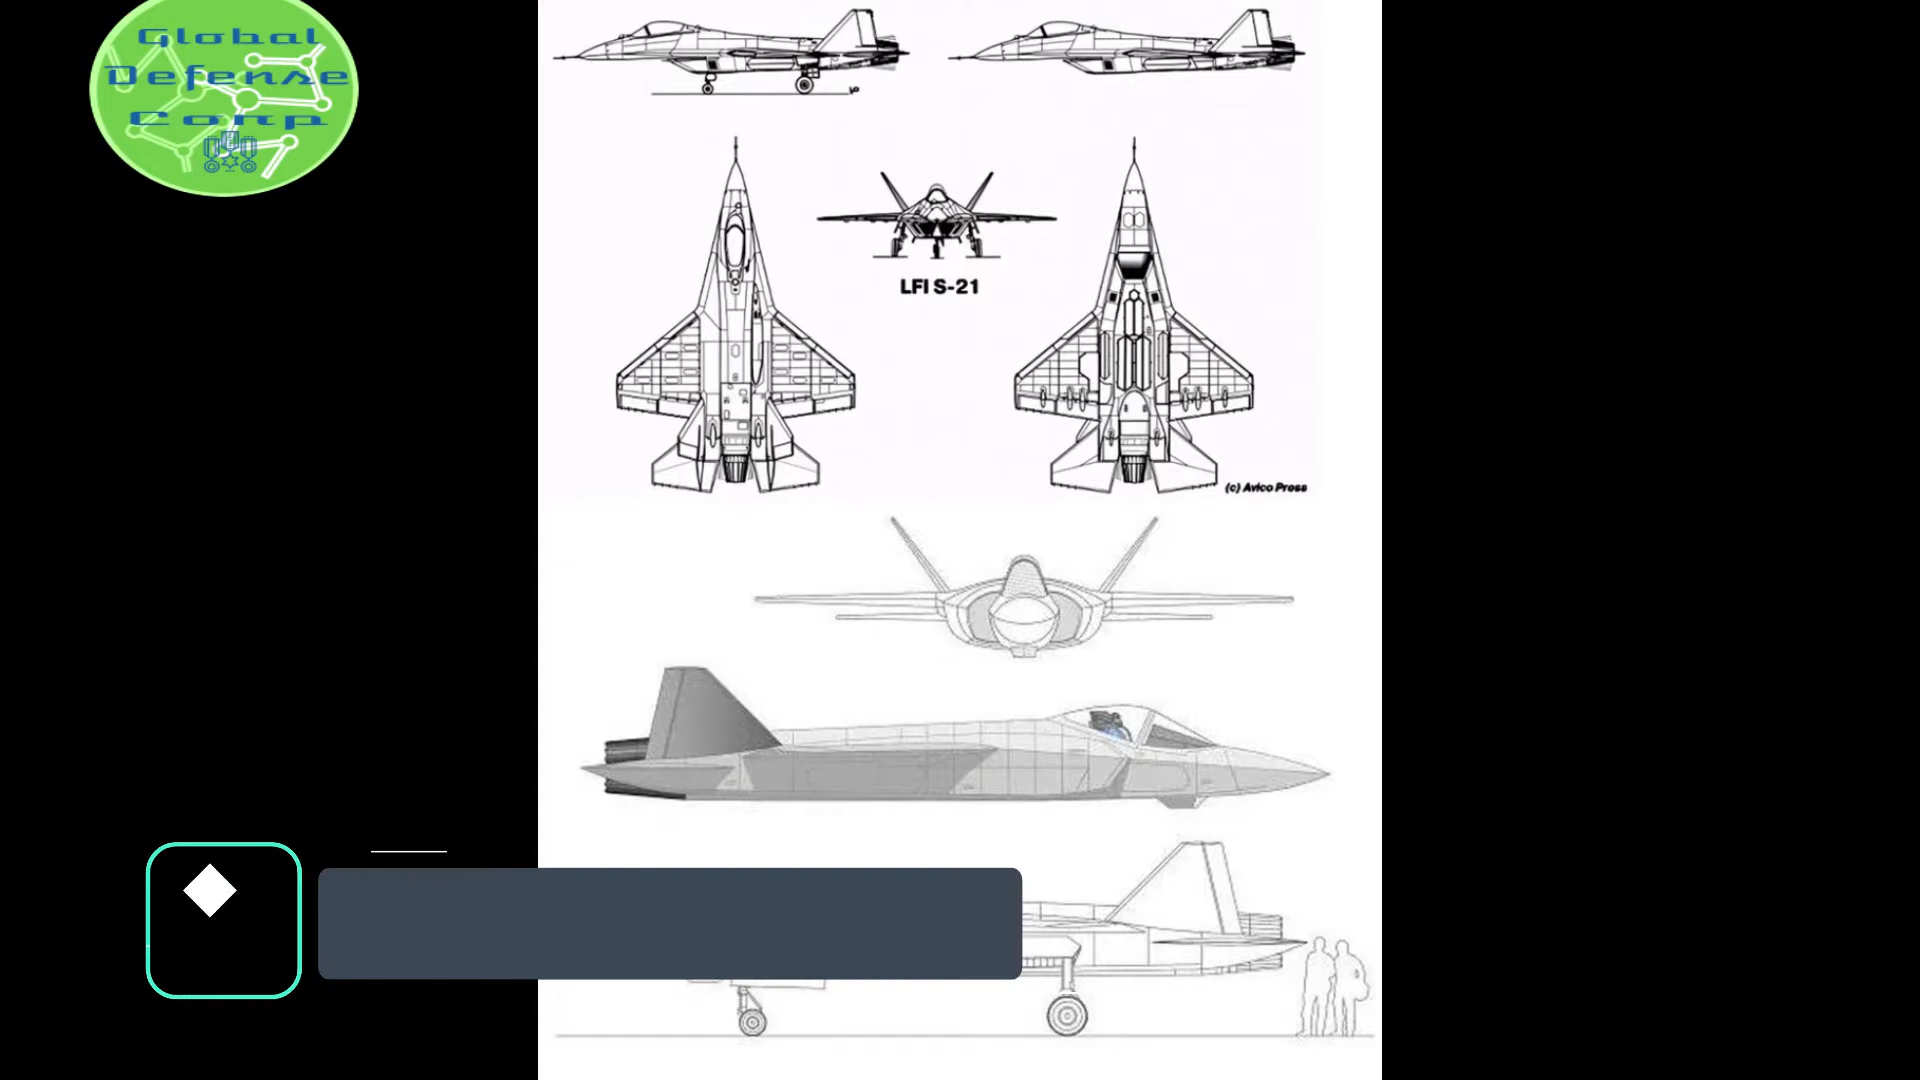 Global
Defense
Corp
LFI S-21
(c) Avico Press